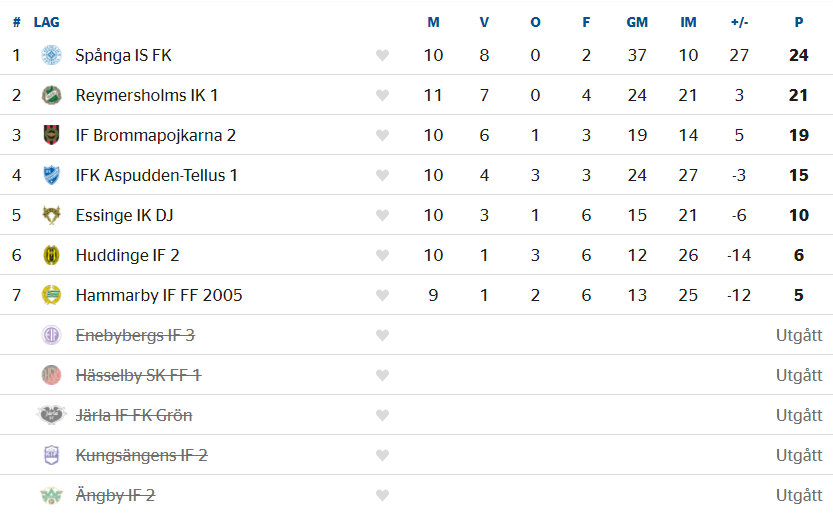 # LAG M V O F GM IM +/- P
1 Spånga IS FK 10 8 0 2 37 10 27 24
2 Reymersholms IK 1 11 7 0 4 24 21 3 21
3 IF Brommapojkarna 2 10 6 1 3 19 14 5 19
4 IFK Aspudden-Tellus 1 10 4 3 3 24 27 -3 15
5 Essinge IK DJ 10 3 1 6 15 21 -6 10
6 Huddinge IF 2 10 1 3 6 12 26 -14 6
7 Hammarby IF FF 2005 9 1 2 6 13 25 -12 5
Enebybergs IF 3 Utgått
Hässelby SK FF 1 Utgått
Järla IF FK Grön Utgått
Kungsängens IF 2 Utgått
Ängby IF 2 Utgått